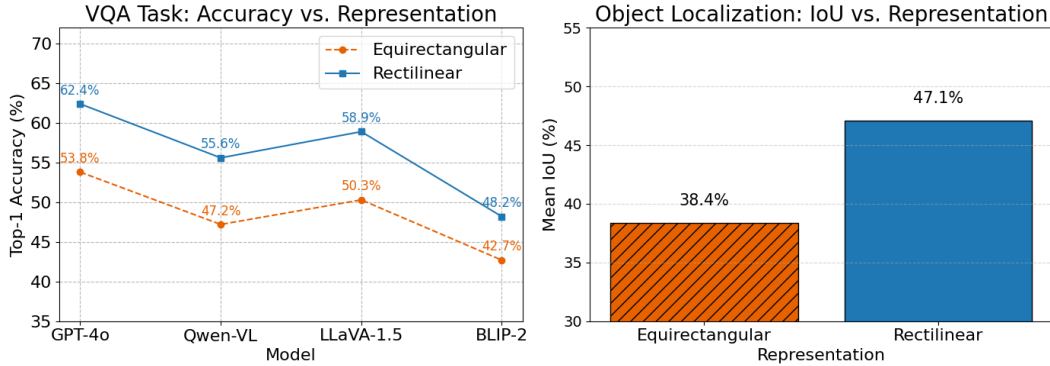 VQA Task: Accuracy vs. Representation
Top-1 Accuracy (%)
70
65
60
55
50
45
40
35
Equirectangular
Rectilinear
62.4%
55.6%
58.9%
48.2%
53.8%
47.2%
50.3%
42.7%
GPT-4o Qwen-VL LLaVA-1.5 BLIP-2
Model
Object Localization: IoU vs. Representation
Mean IoU (%)
55
50
45
40
35
30
38.4%
47.1%
Equirectangular Rectilinear
Representation